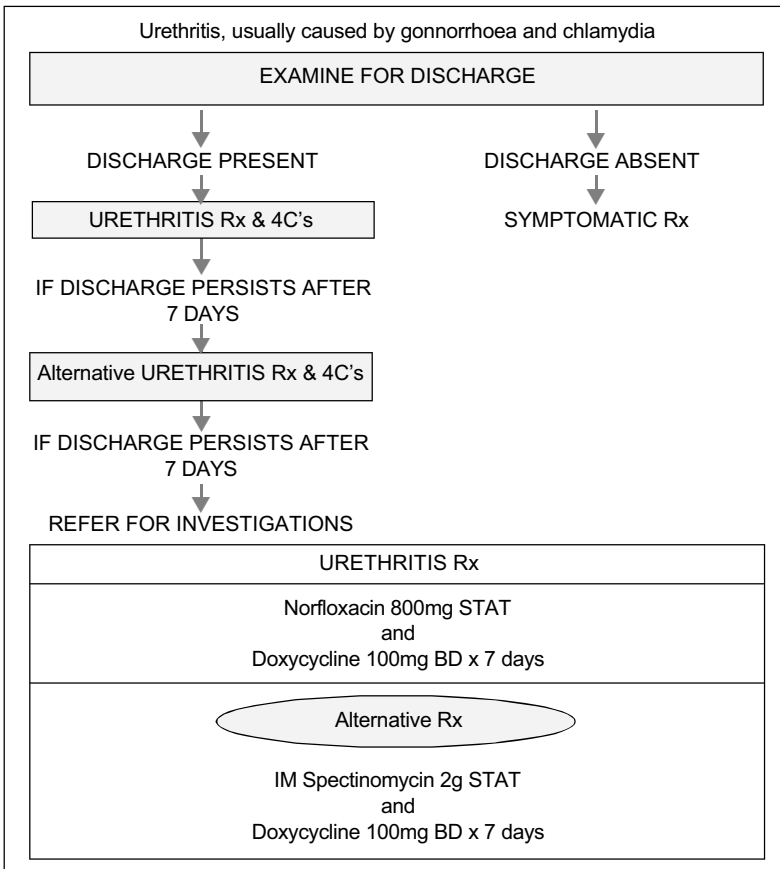 Urethritis, usually caused by gonnorrhoea and chlamydia
EXAMINE FOR DISCHARGE
DISCHARGE PRESENT
DISCHARGE ABSENT
URETHRITIS Rx & 4C's
SYMPTOMATIC Rx
IF DISCHARGE PERSISTS AFTER
7 DAYS
Alternative URETHRITIS Rx & 4C's
IF DISCHARGE PERSISTS AFTER
7 DAYS
REFER FOR INVESTIGATIONS
URETHRITIS Rx
Norfloxacin 800mg STAT
and
Doxycycline 100mg BD x 7 days
Alternative Rx
IM Spectinomycin 2g STAT
and
Doxycycline 100mg BD x 7 days